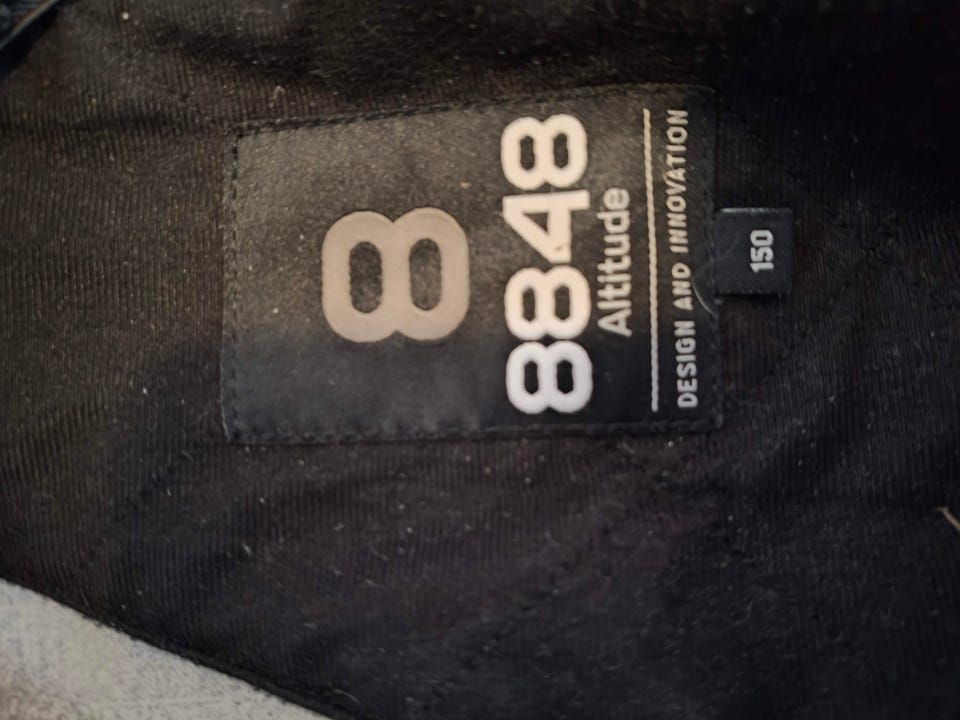 8
8848
Altitude
DESIGN AND INNOVATION
150